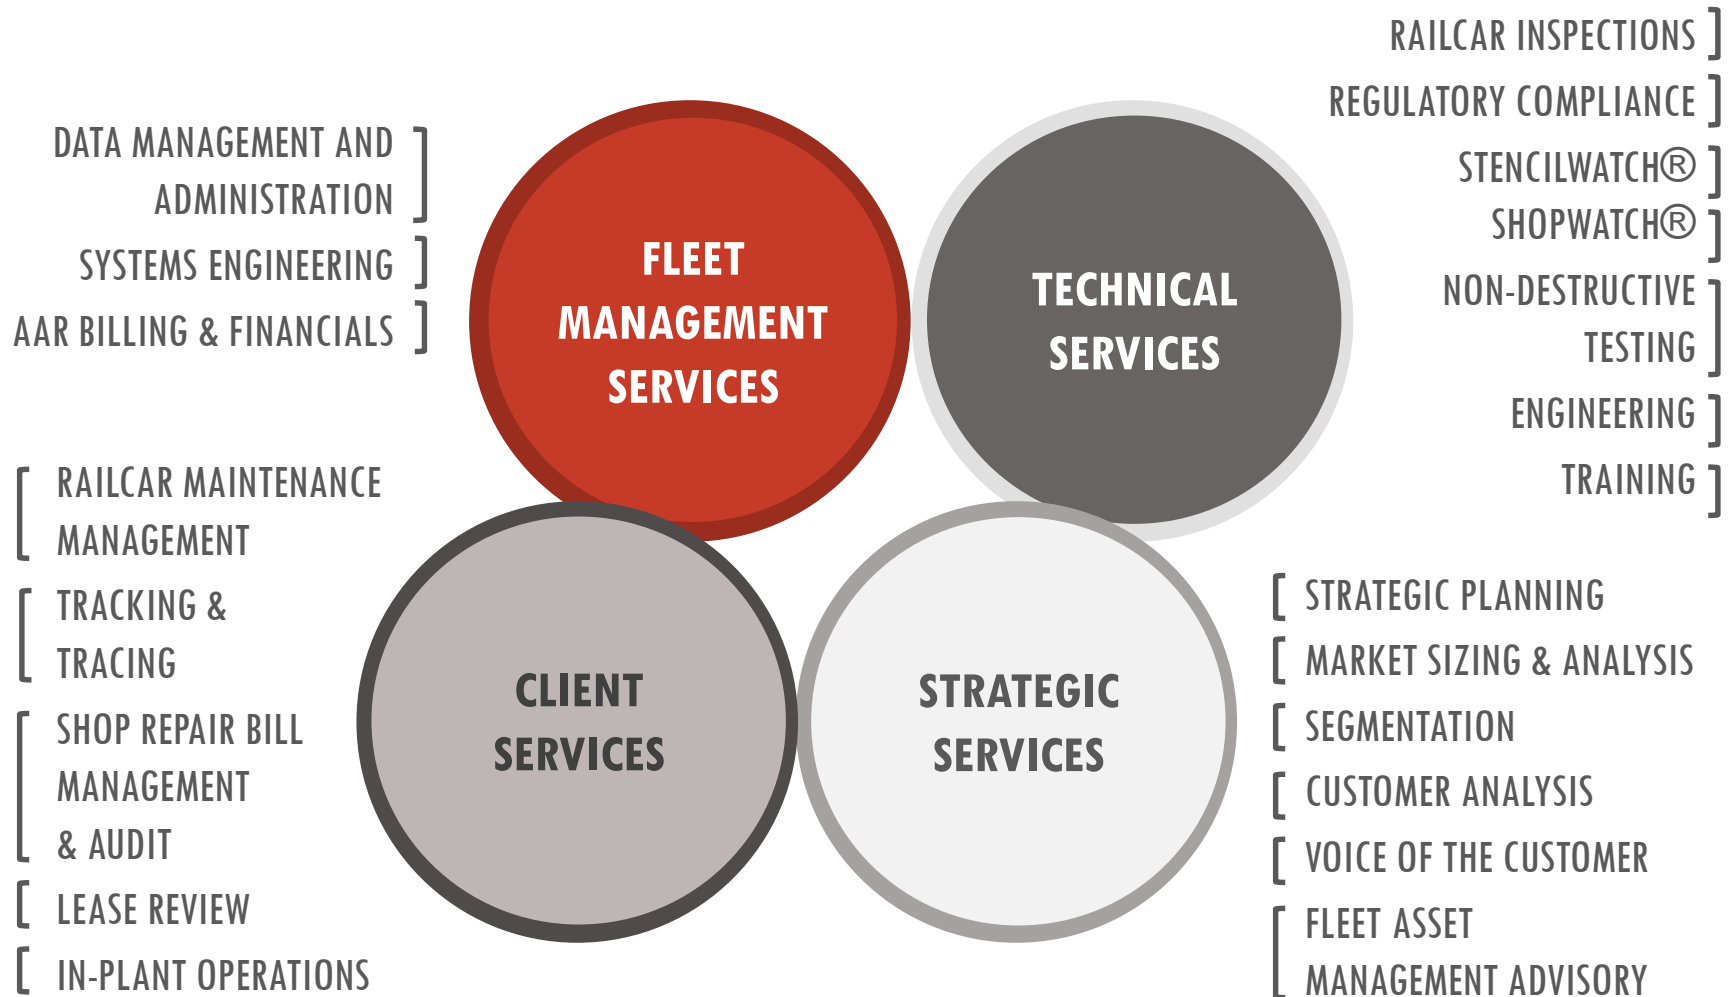 DATA MANAGEMENT AND
ADMINISTRATION
SYSTEMS ENGINEERING
AAR BILLING & FINANCIALS
FLEET
MANAGEMENT
SERVICES
TECHNICAL
SERVICES
RAILCAR INSPECTIONS
REGULATORY COMPLIANCE
STENCILWATCH®
SHOPWATCH®
NON-DESTRUCTIVE
TESTING
ENGINEERING
TRAINING
RAILCAR MAINTENANCE
MANAGEMENT
TRACKING &
TRACING
SHOP REPAIR BILL
MANAGEMENT
& AUDIT
LEASE REVIEW
IN-PLANT OPERATIONS
CLIENT
SERVICES
STRATEGIC
SERVICES
STRATEGIC PLANNING
MARKET SIZING & ANALYSIS
SEGMENTATION
CUSTOMER ANALYSIS
VOICE OF THE CUSTOMER
FLEET ASSET
MANAGEMENT ADVISORY